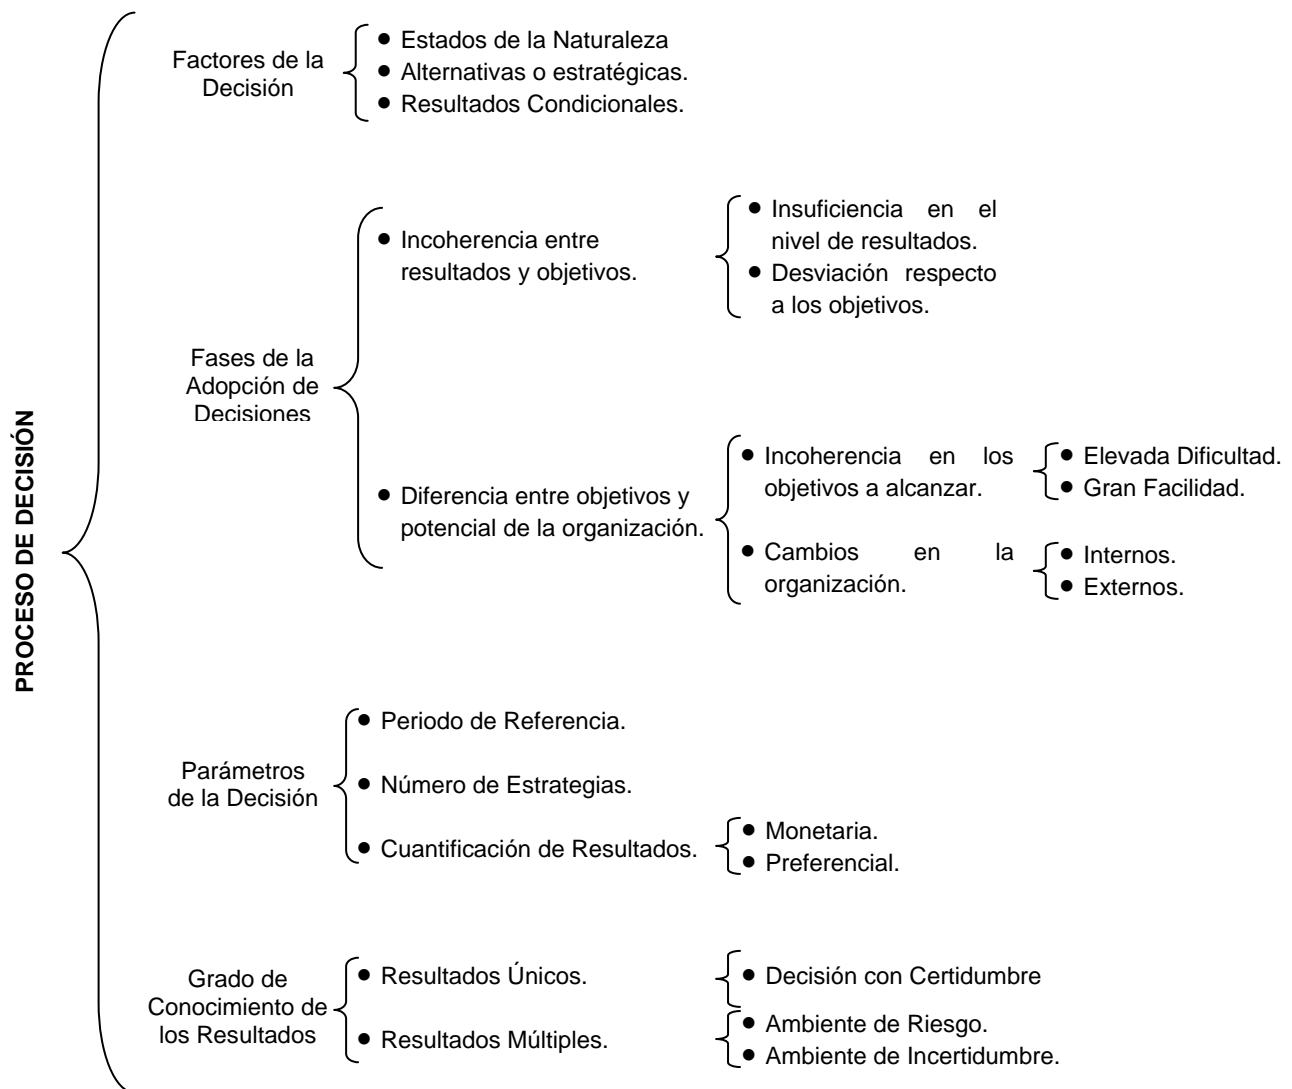 PROCESO DE DECISIÓN
Factores de la
Decisión
● Estados de la Naturaleza
● Alternativas o estratégicas.
● Resultados Condicionales.
Fases de la
Adopción de
Decisiones
● Incoherencia entre
resultados y objetivos.
● Insuficiencia en el
nivel de resultados.
● Desviación respecto
a los objetivos.
● Diferencia entre objetivos y
potencial de la organización.
● Incoherencia en los
objetivos a alcanzar.
● Elevada Dificultad.
● Gran Facilidad.
● Cambios en la
organización.
● Internos.
● Externos.
Parámetros
de la Decisión
● Periodo de Referencia.
● Número de Estrategias.
● Cuantificación de Resultados.
● Monetaria.
● Preferencial.
Grado de
Conocimiento de
los Resultados
● Resultados Únicos.
● Decisión con Certidumbre
● Resultados Múltiples.
● Ambiente de Riesgo.
● Ambiente de Incertidumbre.